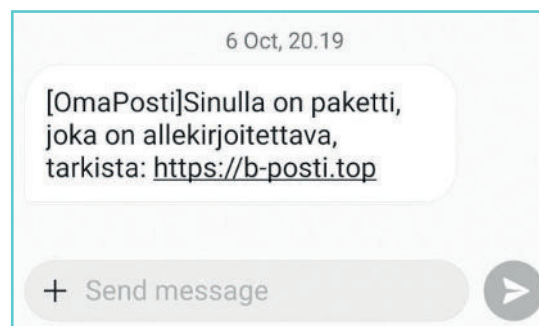 6 Oct, 20.19
[OmaPosti]Sinulla on paketti,
joka on allekirjoitettava,
tarkista: https://b-posti.top
+ Send message